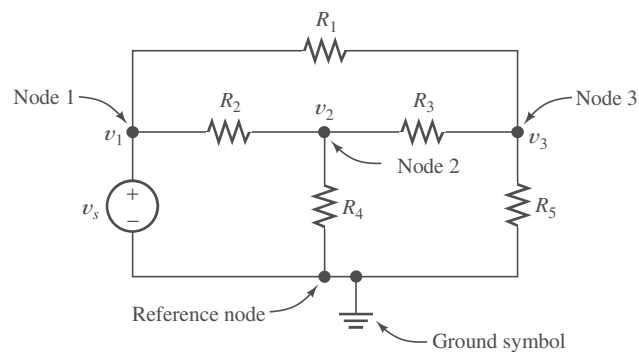 R1
Node 1
R2
v2
R3
Node 3
v1
v3
Node 2
+
vs
−
R4
R5
Reference node
Ground symbol